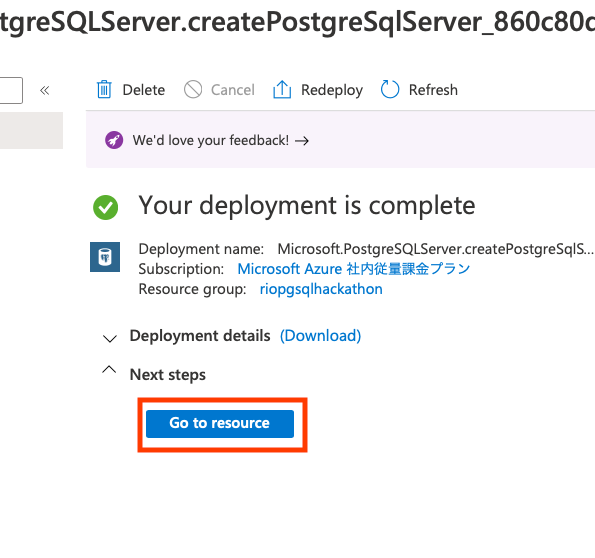 tgreSQLServer.createPostgreSqlServer_860c80
« Delete Cancel Redeploy Refresh
We'd love your feedback! →
Your deployment is complete
Deployment name: Microsoft.PostgreSQLServer.createPostgreSqlS...
Subscription: Microsoft Azure 社内従量課金プラン
Resource group: riopgsqlhackathon
Deployment details (Download)
Next steps
Go to resource